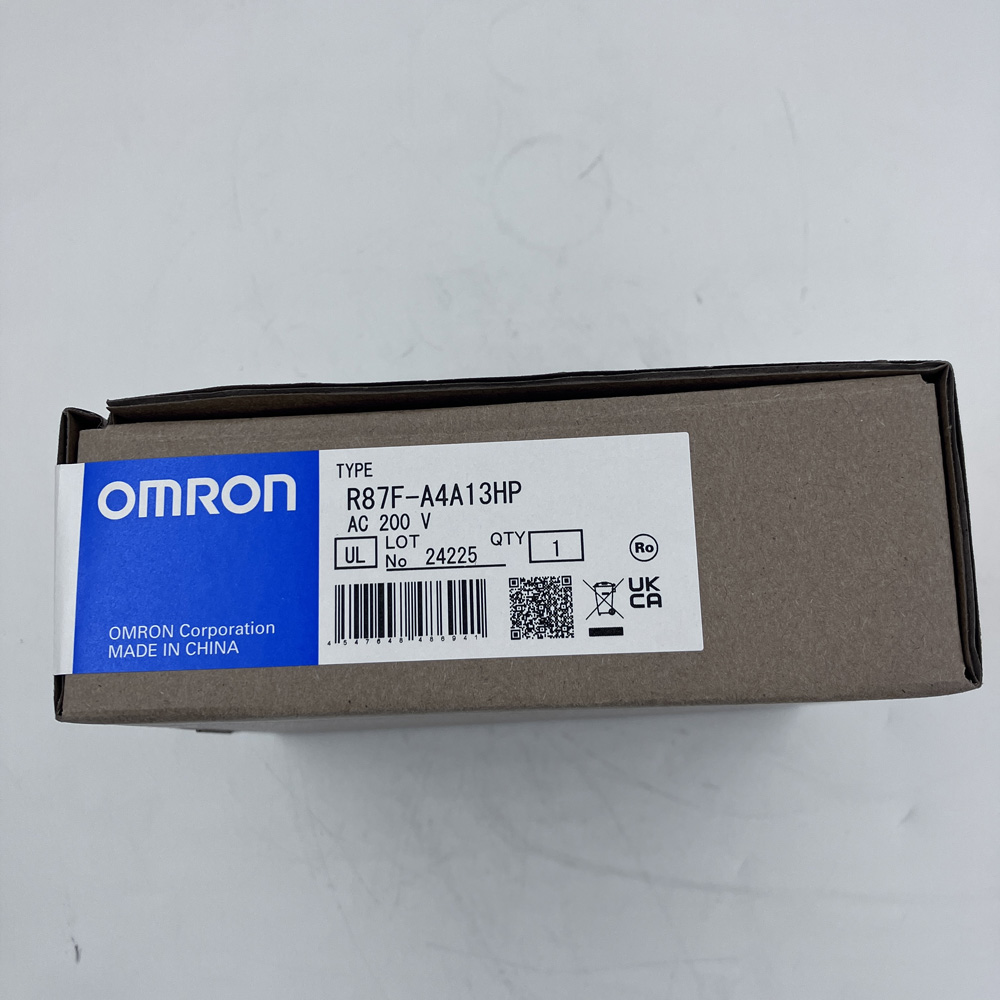 OMRON
OMRON Corporation
MADE IN CHINA
TYPE
R87F-A4A13HP
AC 200 V
UL LOT No 24225 QTY 1
Ro
4547648486941
UK
CA